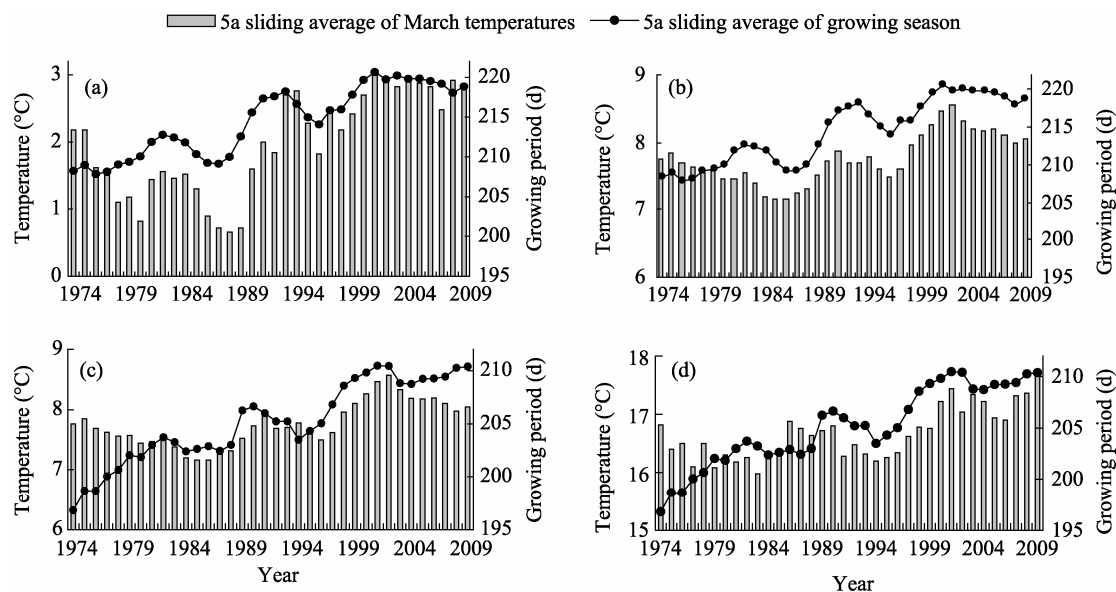 5a sliding average of March temperatures 5a sliding average of growing season
(a)
Temperature (°C)
3
2
1
0
Growing period (d)
220
215
210
205
200
195
1974 1979 1984 1989 1994 1999 2004 2009
(b)
Temperature (°C)
9
8
7
6
Growing period (d)
220
215
210
205
200
195
1974 1979 1984 1989 1994 1999 2004 2009
(c)
Temperature (°C)
9
8
7
6
Growing period (d)
210
205
200
195
1974 1979 1984 1989 1994 1999 2004 2009
Year
(d)
Temperature (°C)
18
17
16
15
Growing period (d)
210
205
200
195
1974 1979 1984 1989 1994 1999 2004 2009
Year